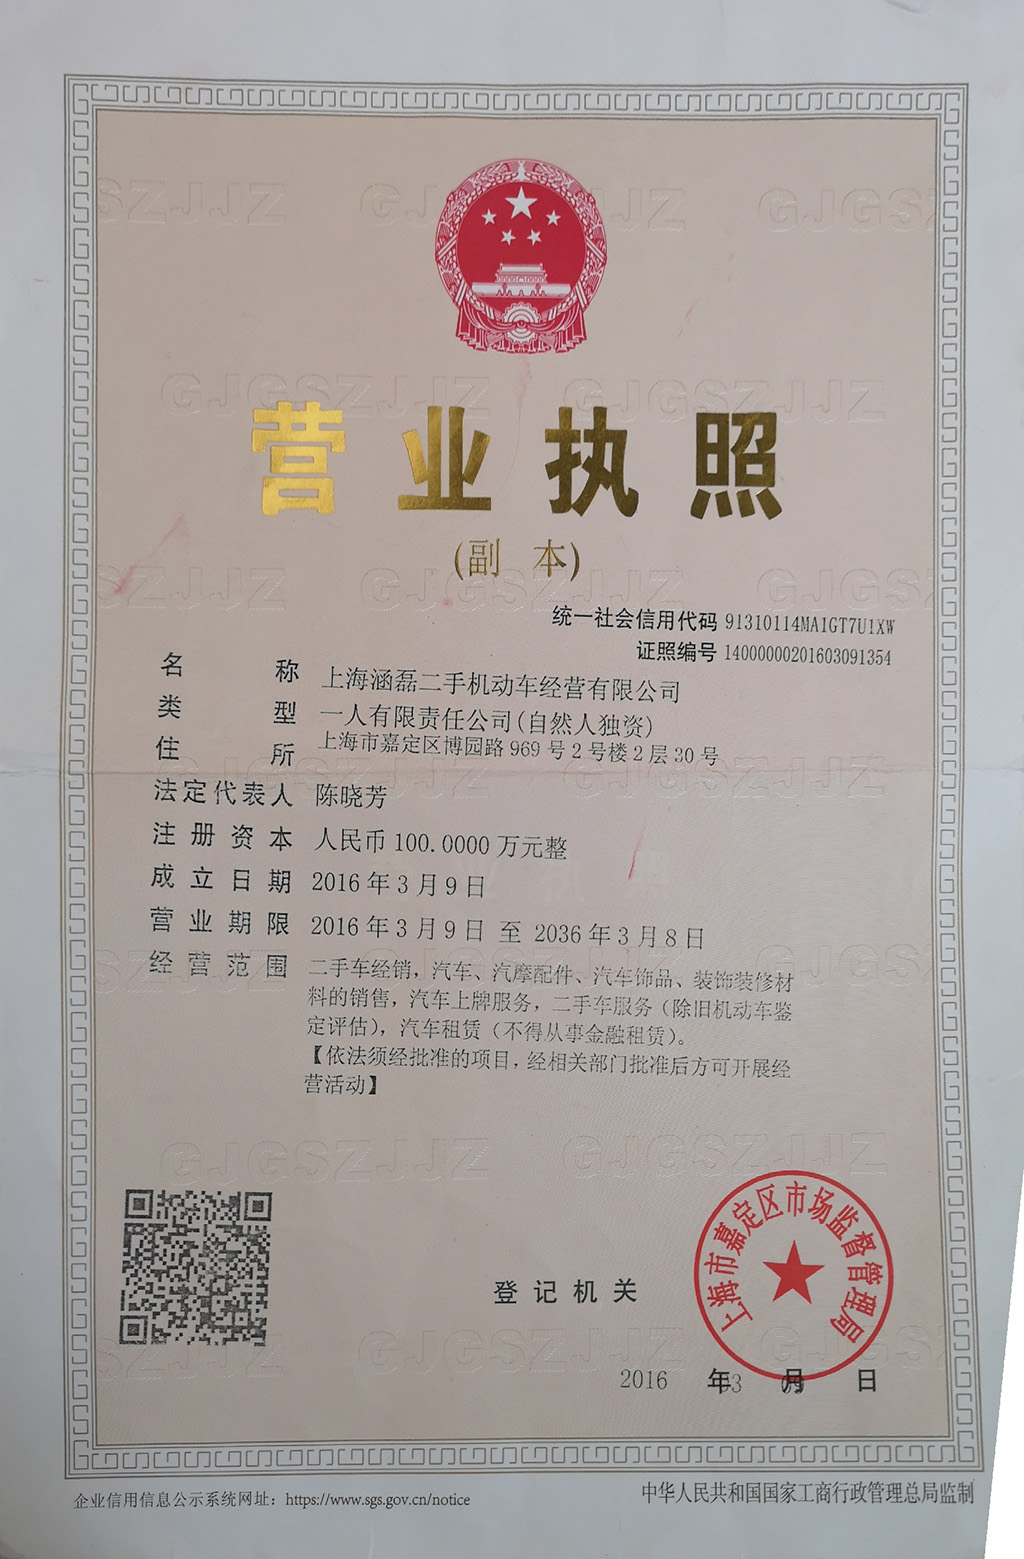 营业执照
(副 本)
统一社会信用代码 91310114MA1GT7U1XW
证照编号 14000000201603091354
名称 上海涵磊二手机动车经营有限公司
类型 一人有限责任公司(自然人独资)
住所 上海市嘉定区博园路969号2号楼2层30号
法定代表人 陈晓芳
注册资本 人民币100.0000万元整
成立日期 2016年3月9日
营业期限 2016年3月9日 至 2036年3月8日
经营范围 二手车经销，汽车、汽摩配件、汽车饰品、装饰装修材
料的销售，汽车上牌服务，二手车服务（除旧机动车鉴
定评估），汽车租赁（不得从事金融租赁）。
【依法须经批准的项目，经相关部门批准后方可开展经
营活动】
登记机关
上海市嘉定区市场监督管理局
2016 年03 月09 日
企业信用信息公示系统网址：https://www.sgs.gov.cn/notice
中华人民共和国国家工商行政管理总局监制
GJGSZJJZ